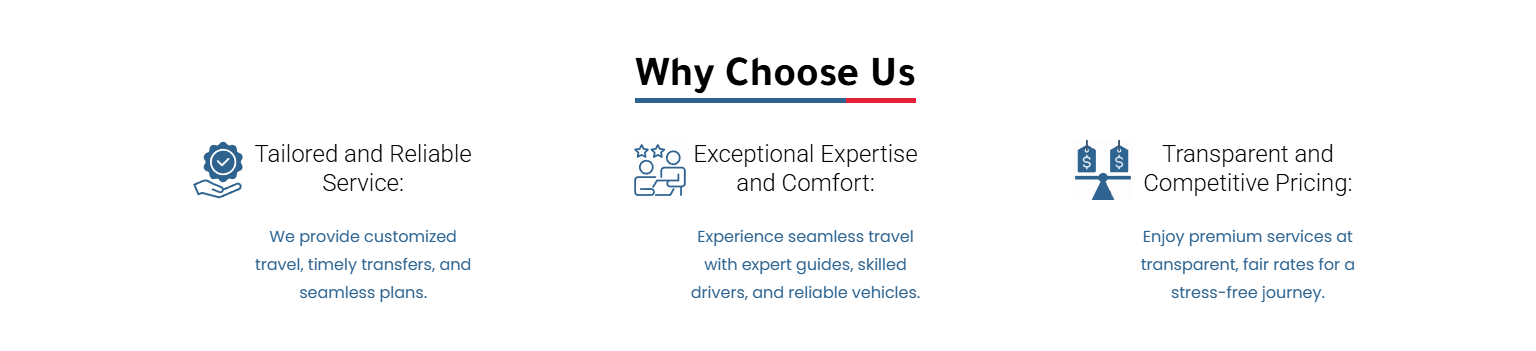 Why Choose Us
Tailored and Reliable
Service:
We provide customized
travel, timely transfers, and
seamless plans.
Exceptional Expertise
and Comfort:
Experience seamless travel
with expert guides, skilled
drivers, and reliable vehicles.
$ $
Transparent and
Competitive Pricing:
Enjoy premium services at
transparent, fair rates for a
stress-free journey.